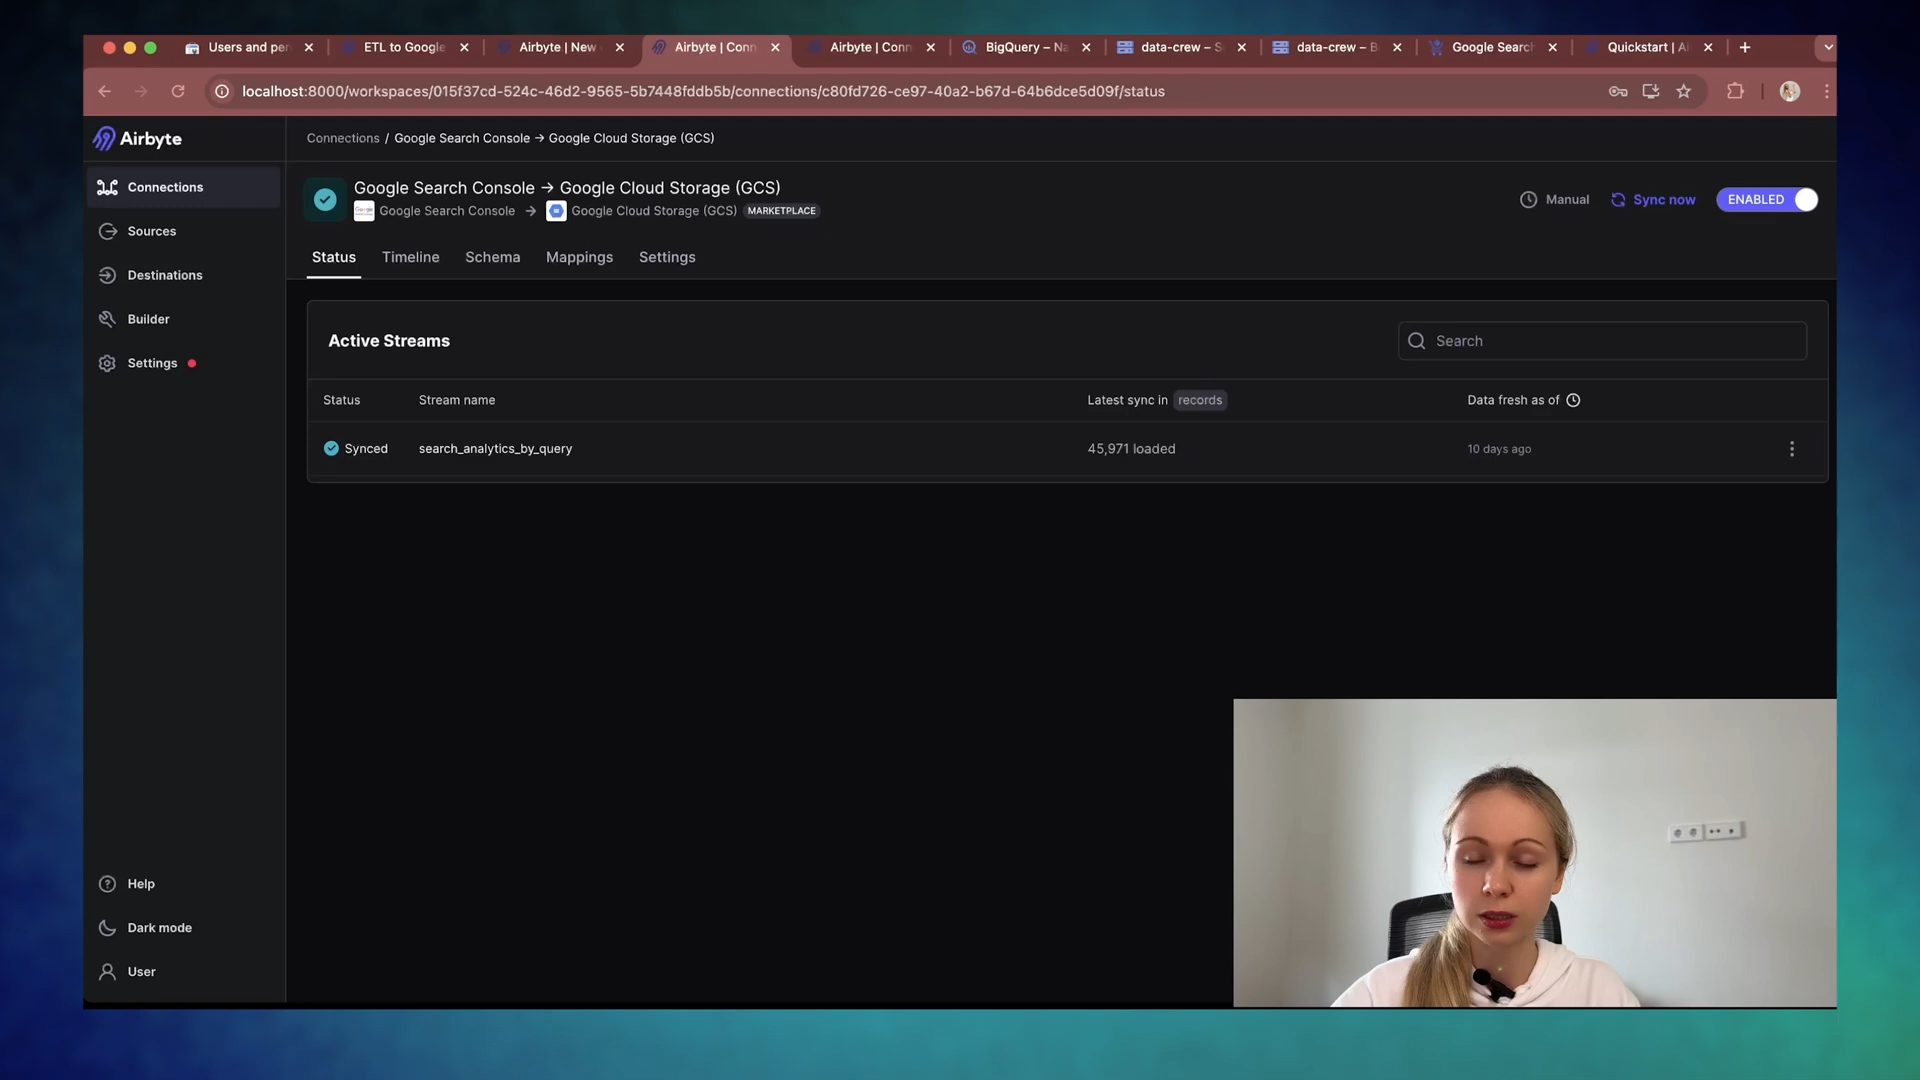 Users and per
ETL to Google
Airbyte | New
Airbyte | Conn
Airbyte | Conn
BigQuery – Na
data-crew – S
data-crew – B
Google Search
Quickstart | Ai
localhost:8000/workspaces/015f37cd-524c-46d2-9565-5b7448fddb5b/connections/c80fd726-ce97-40a2-b67d-64b6dce5d09f/status
Airbyte
Connections / Google Search Console → Google Cloud Storage (GCS)
Connections
Sources
Destinations
Builder
Settings
Google Search Console → Google Cloud Storage (GCS)
Google Search Console → Google Cloud Storage (GCS) MARKETPLACE
Manual
Sync now
ENABLED
Status
Timeline
Schema
Mappings
Settings
Active Streams
Search
Status
Stream name
Latest sync in records
Data fresh as of
Synced
search_analytics_by_query
45,971 loaded
10 days ago
Help
Dark mode
User